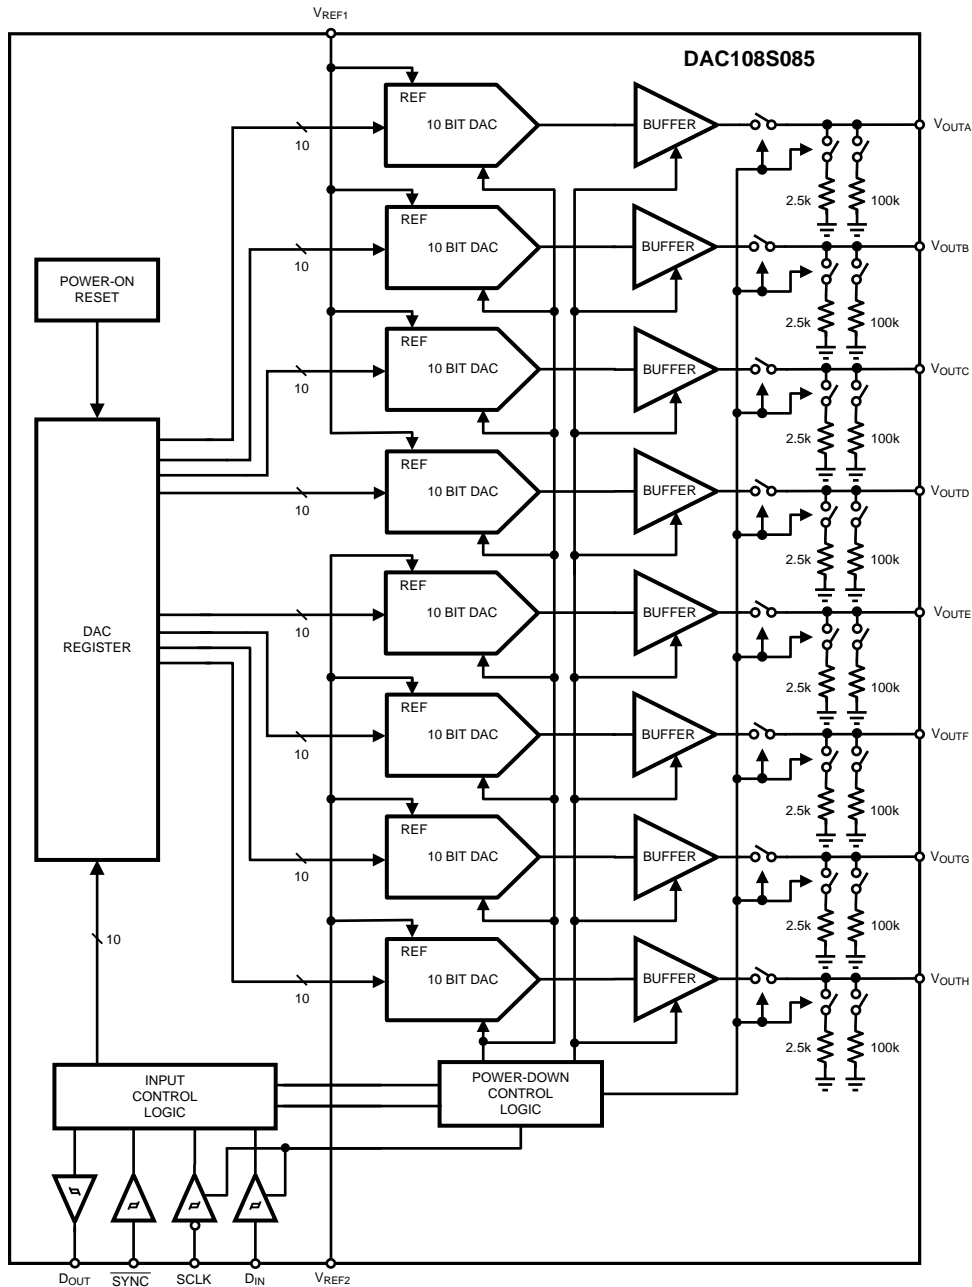 VREF1
DAC108S085
REF
10 BIT DAC
BUFFER
VOUTA
10
2.5k
100k
REF
10 BIT DAC
BUFFER
VOUTB
10
POWER-ON
RESET
2.5k
100k
REF
10 BIT DAC
BUFFER
VOUTC
10
2.5k
100k
REF
10 BIT DAC
BUFFER
VOUTD
10
2.5k
100k
REF
10 BIT DAC
BUFFER
VOUTE
10
DAC
REGISTER
2.5k
100k
REF
10 BIT DAC
BUFFER
VOUTF
10
2.5k
100k
REF
10 BIT DAC
BUFFER
VOUTG
10
2.5k
100k
10
REF
10 BIT DAC
BUFFER
VOUTH
10
2.5k
100k
INPUT
CONTROL
LOGIC
POWER-DOWN
CONTROL
LOGIC
DOUT
SYNC
SCLK
DIN
VREF2